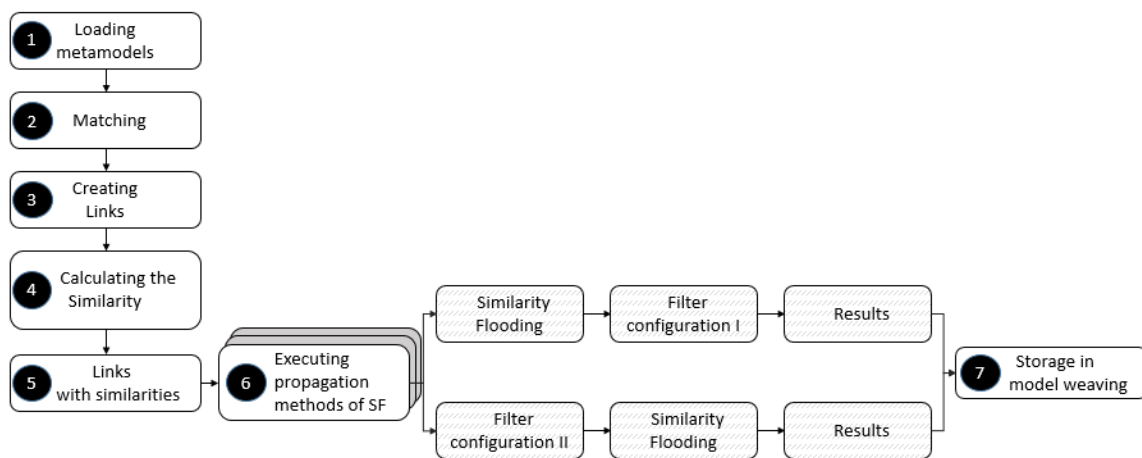 1
Loading
metamodels
2
Matching
3
Creating
Links
4
Calculating the
Similarity
5
Links
with similarities
6
Executing
propagation
methods of SF
Similarity
Flooding
Filter
configuration I
Results
Filter
configuration II
Similarity
Flooding
Results
7
Storage in
model weaving